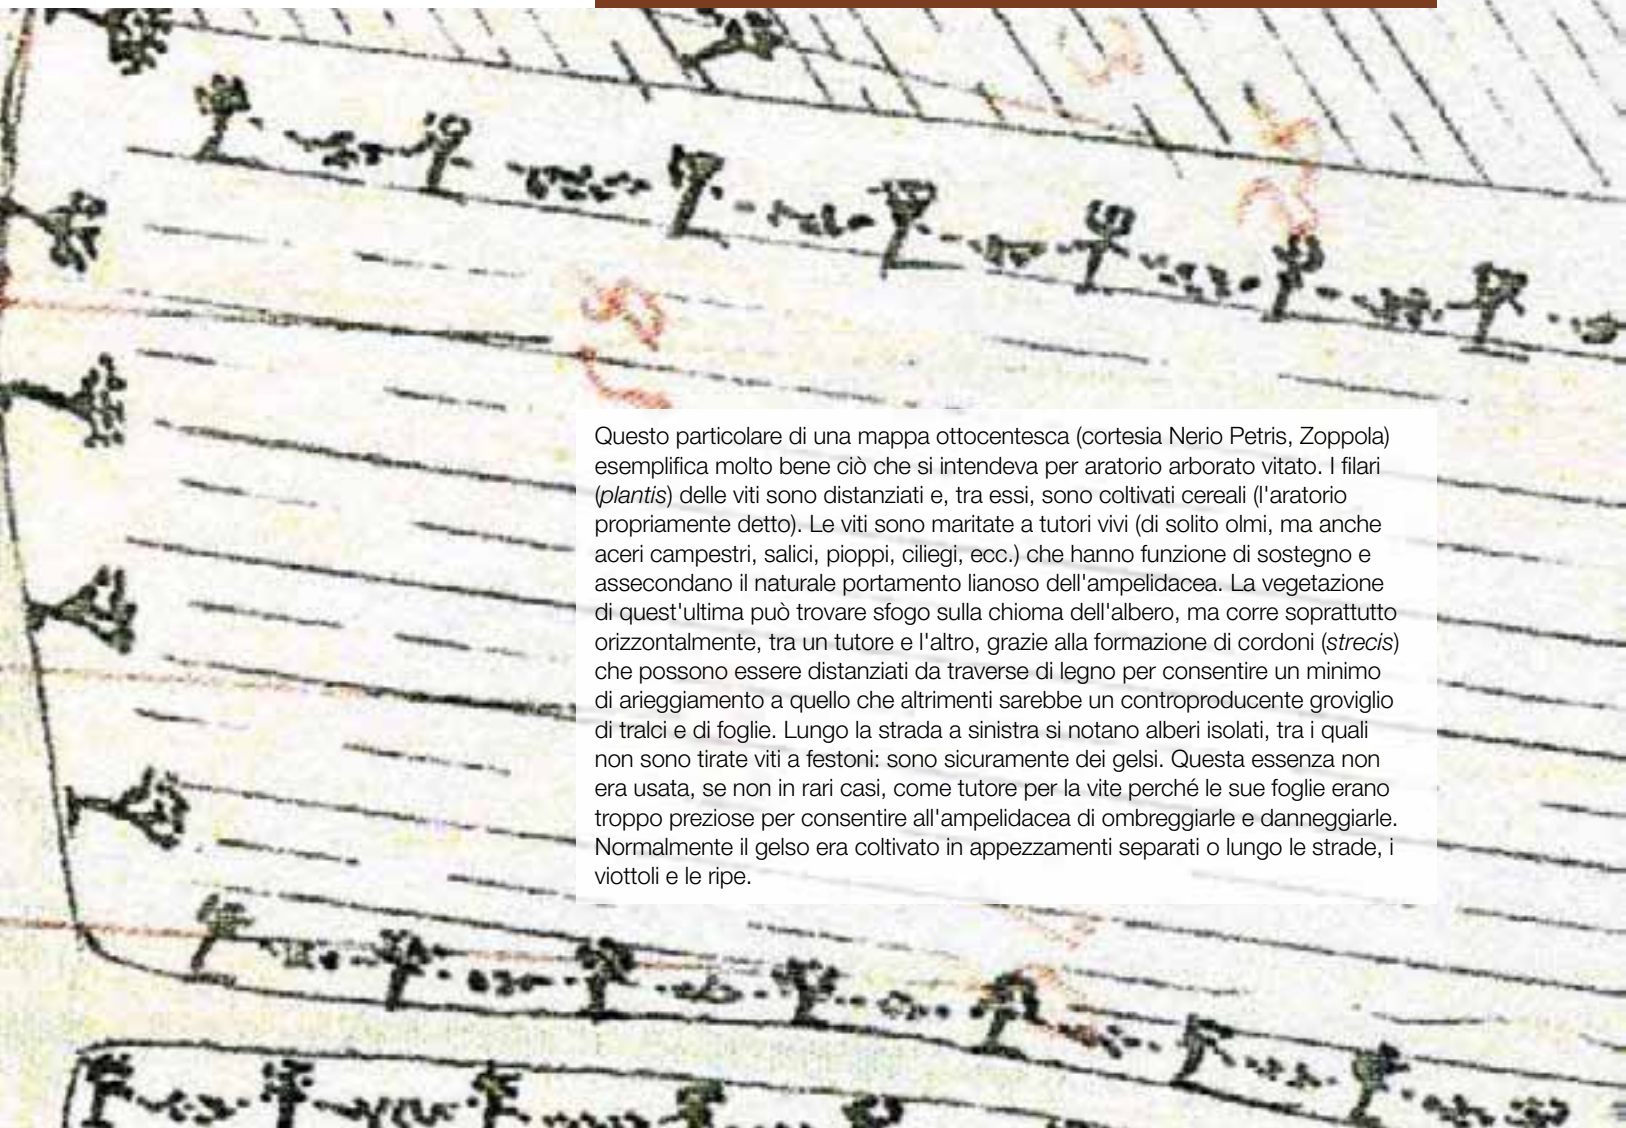 Questo particolare di una mappa ottocentesca (cortesia Nerio Petris, Zoppola)
esemplifica molto bene ciò che si intendeva per aratorio arborato vitato. I filari
(plantis) delle viti sono distanziati e, tra essi, sono coltivati cereali (l'aratorio
propriamente detto). Le viti sono maritate a tutori vivi (di solito olmi, ma anche
aceri campestri, salici, pioppi, ciliegi, ecc.) che hanno funzione di sostegno e
assecondano il naturale portamento lianoso dell'ampelidacea. La vegetazione
di quest'ultima può trovare sfogo sulla chioma dell'albero, ma corre soprattutto
orizzontalmente, tra un tutore e l'altro, grazie alla formazione di cordoni (strecis)
che possono essere distanziati da traverse di legno per consentire un minimo
di arieggiamento a quello che altrimenti sarebbe un controproducente groviglio
di tralci e di foglie. Lungo la strada a sinistra si notano alberi isolati, tra i quali
non sono tirate viti a festoni: sono sicuramente dei gelsi. Questa essenza non
era usata, se non in rari casi, come tutore per la vite perché le sue foglie erano
troppo preziose per consentire all'ampelidacea di ombreggiarle e danneggiarle.
Normalmente il gelso era coltivato in appezzamenti separati o lungo le strade, i
viottoli e le ripe.